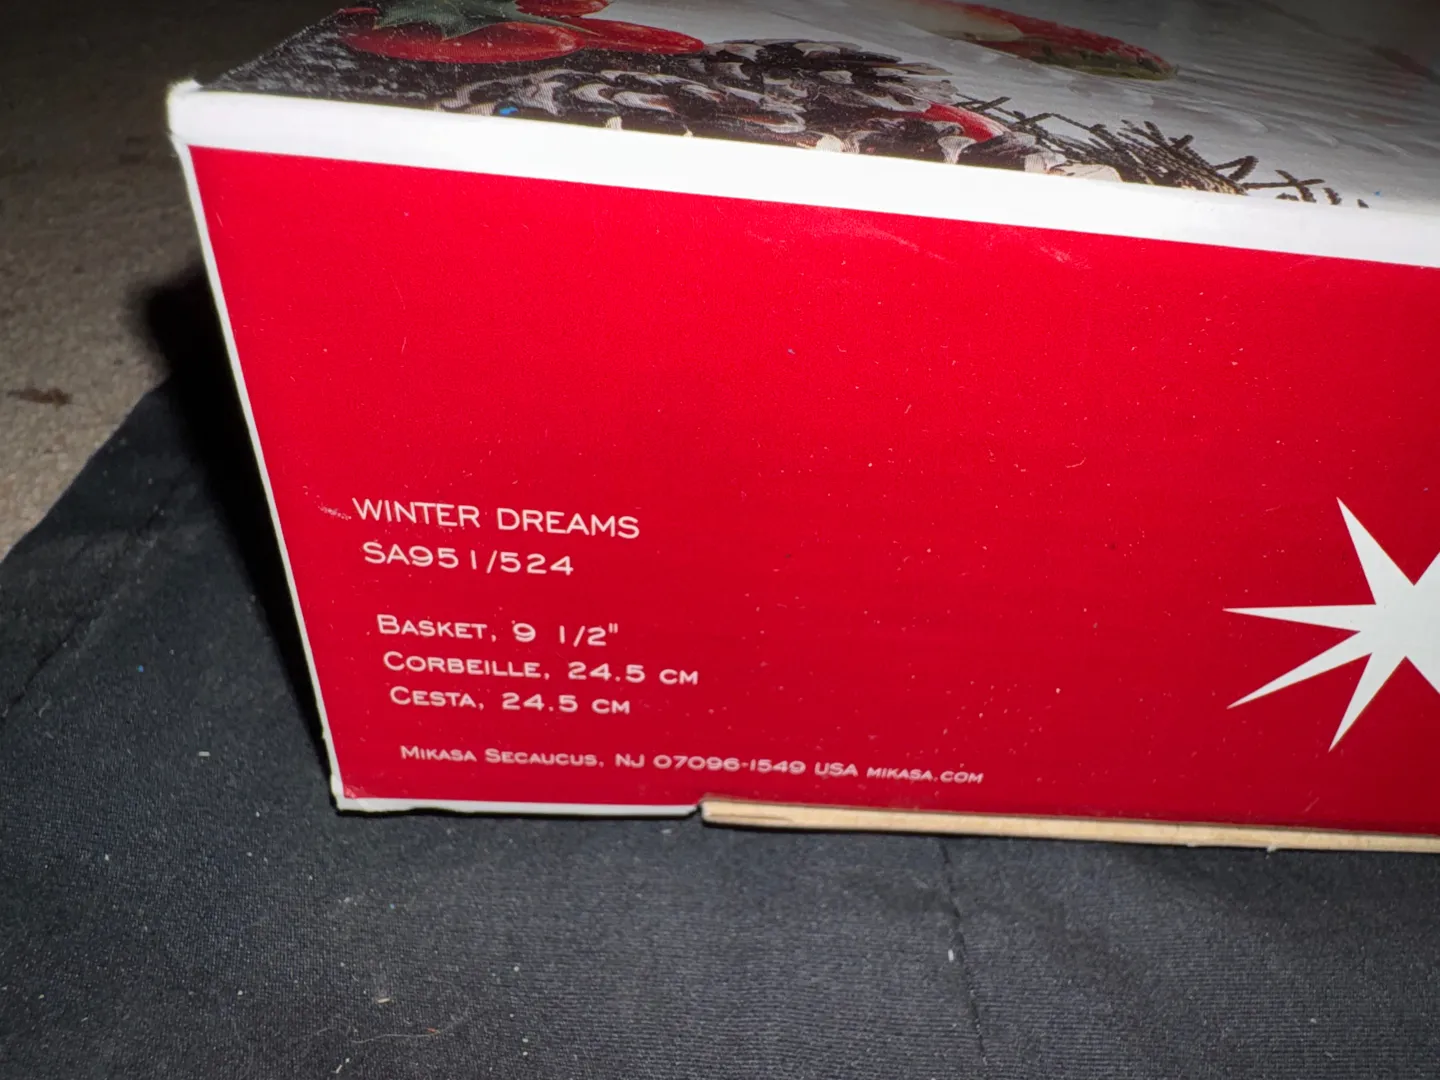 WINTER DREAMS
SA951/524
BASKET, 9 1/2"
CORBEILLE, 24.5 CM
CESTA, 24.5 CM
MIKASA SECAUCUS, NJ 07096-1549 USA MIKASA.COM